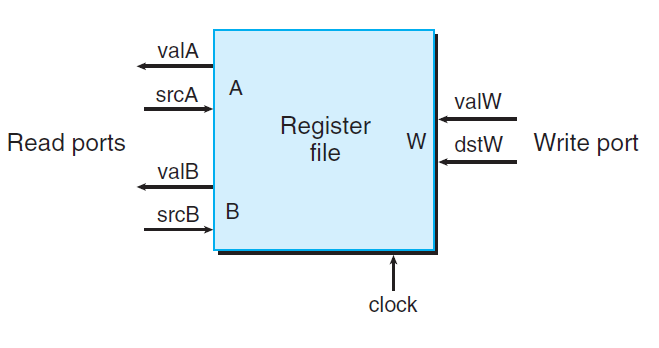 valA
srcA
A
Read ports
valB
srcB
B
Register
file
W
valW
dstW
Write port
clock